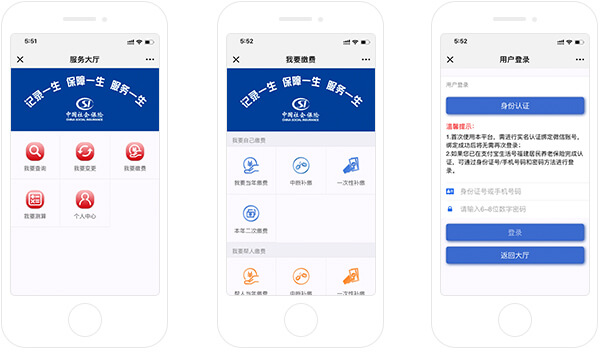 5:51
服务大厅
记录一生 保障一生 服务一生
中国社会保险
CHINA SOCIAL INSURANCE
我要查询
我要变更
我要缴费
我要测算
个人中心
5:52
我要缴费
记录一生 保障一生 服务一生
中国社会保险
CHINA SOCIAL INSURANCE
我要自己缴费
我要当年缴费
中断补缴
一次性补缴
本年二次缴费
我要帮人缴费
帮人当年缴费
中断补缴
一次性补缴
5:52
用户登录
用户登录
身份认证
温馨提示:
1.首次使用本平台，需进行实名认证绑定微信账号。
绑定成功后将无需再次登录；
2.如果您已在支付宝生活号福建居民养老保险完成认
证，可通过身份证号/手机号码和密码方法进行登
录。
身份证号或手机号码
请输入6-8位数字密码
登录
返回大厅